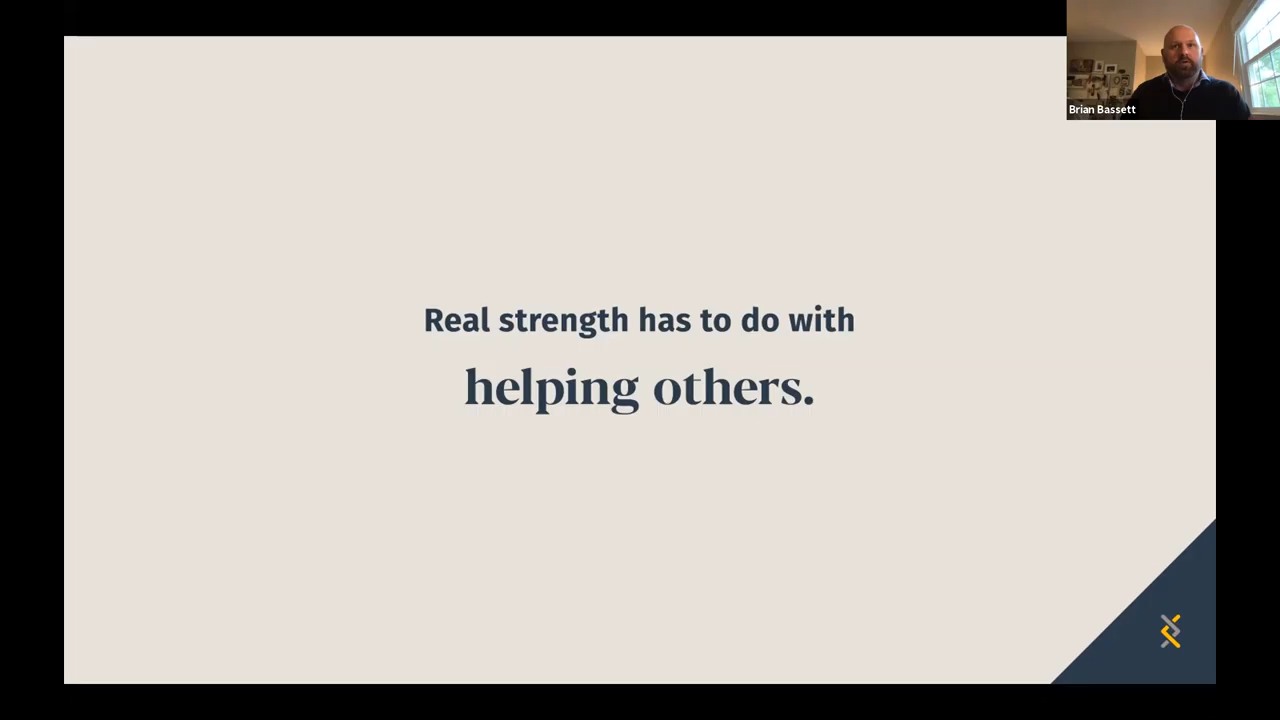 Brian Bassett
Real strength has to do with
helping others.